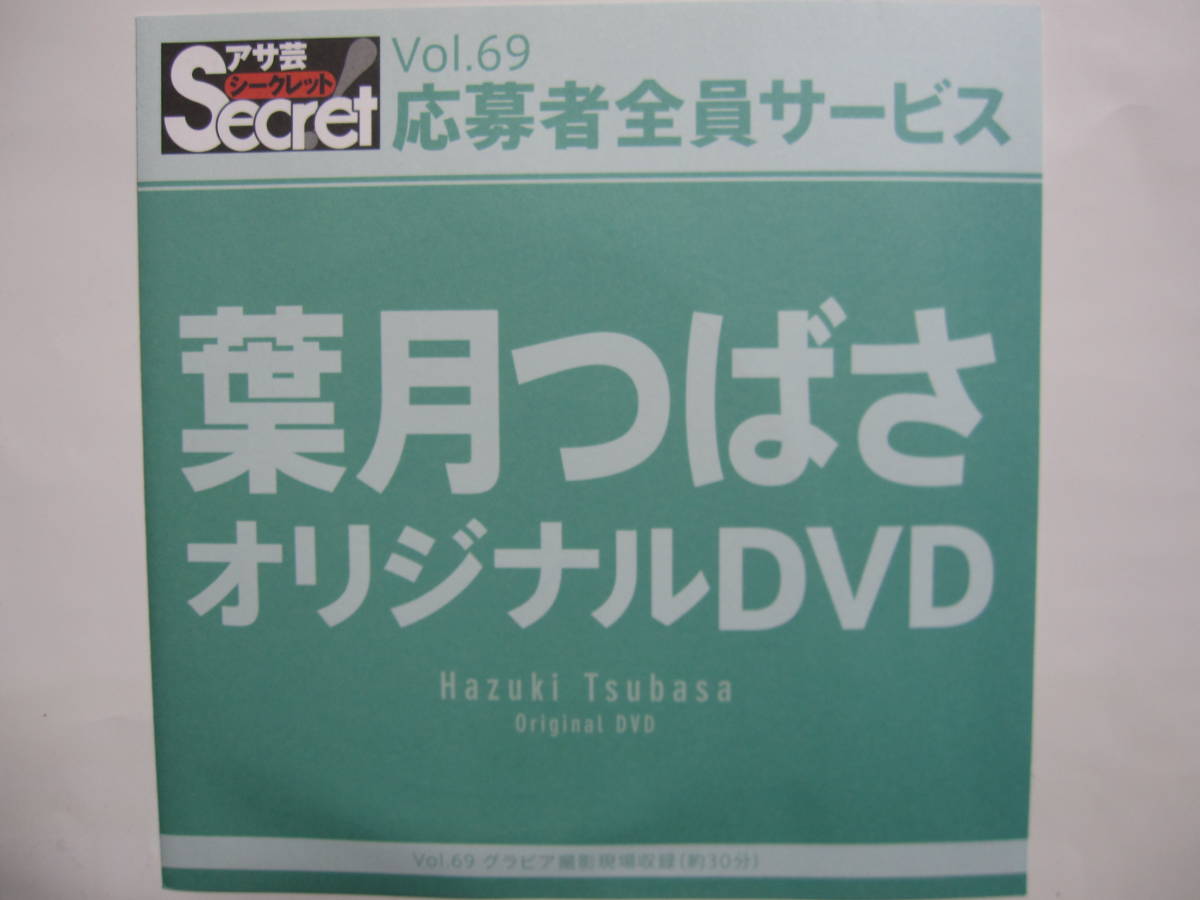 アサ芸
シークレット
Secret!
Vol.69
応募者全員サービス
葉月つばさ
オリジナルDVD
Hazuki Tsubasa
Original DVD
Vol.69 グラビア撮影現場収録(約30分)